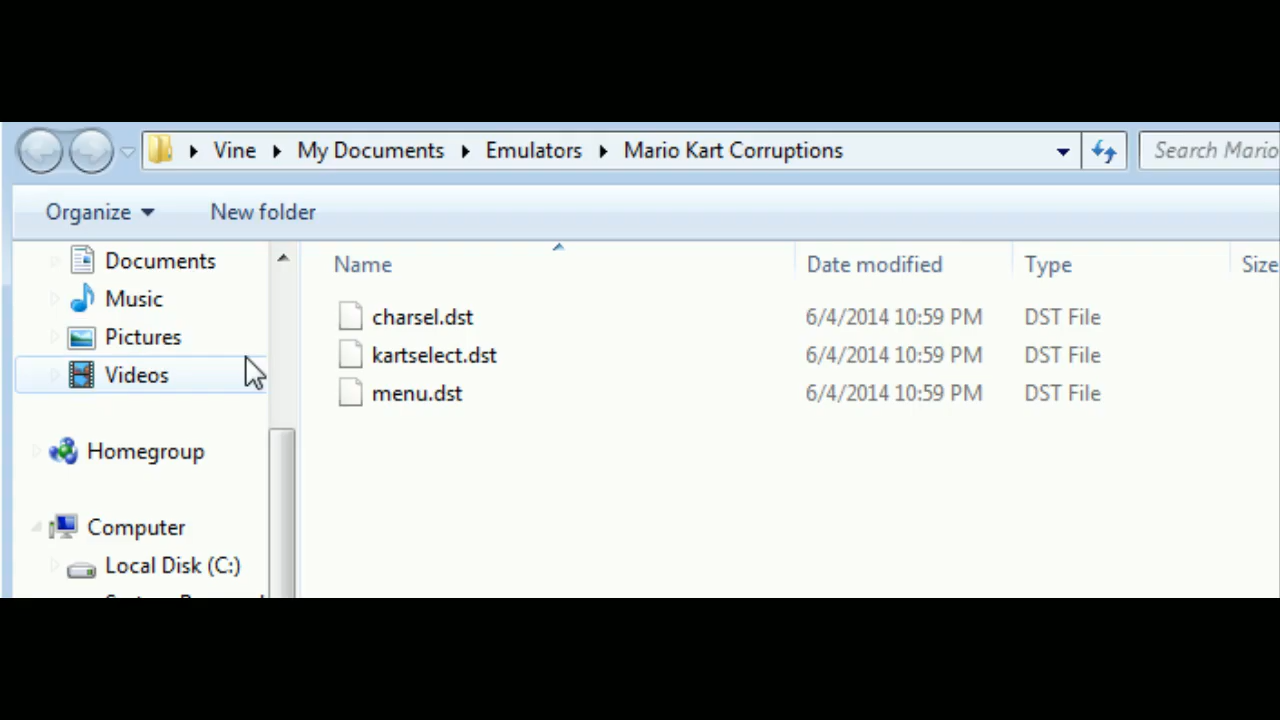 Vine My Documents Emulators Mario Kart Corruptions Search Mario
Organize New folder
Documents
Music
Pictures
Videos
Homegroup
Computer
Local Disk (C:)
Name Date modified Type Size
charsel.dst 6/4/2014 10:59 PM DST File
kartselect.dst 6/4/2014 10:59 PM DST File
menu.dst 6/4/2014 10:59 PM DST File